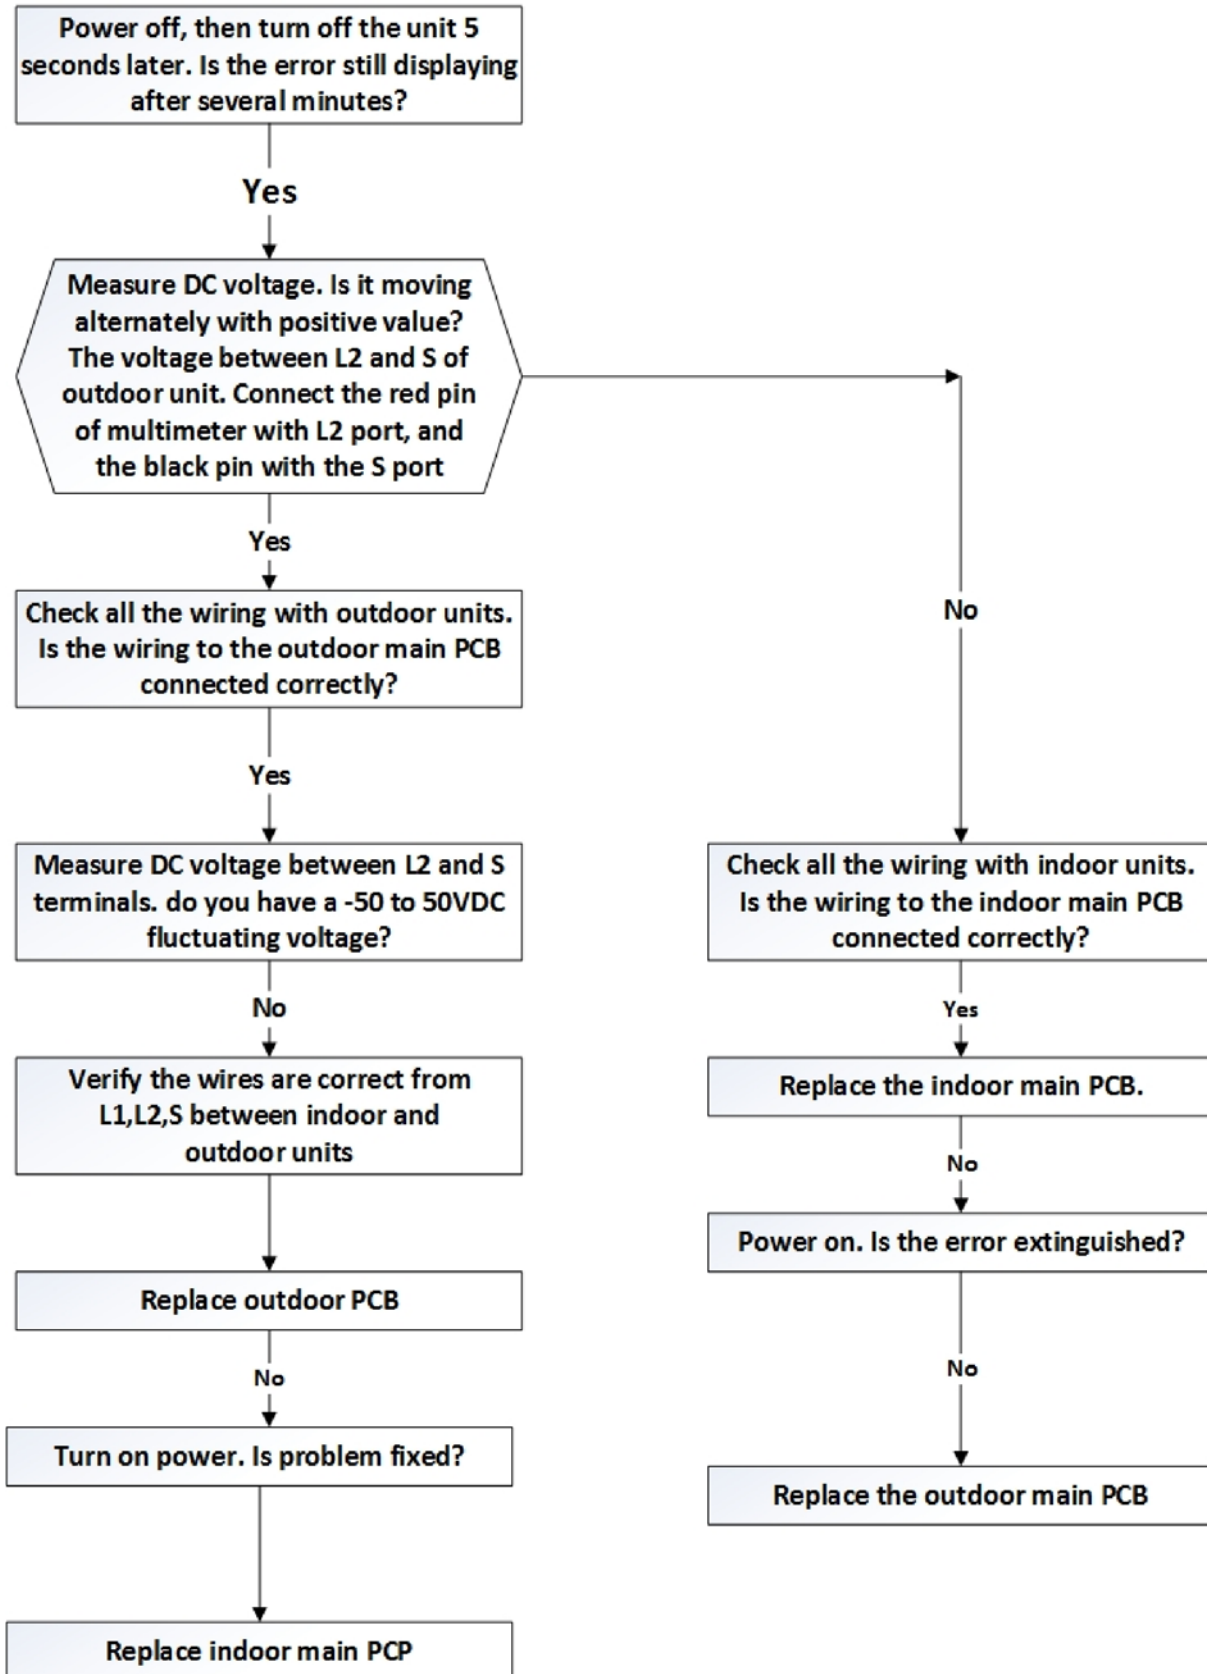 Power off, then turn off the unit 5
seconds later. Is the error still displaying
after several minutes?
Yes
Measure DC voltage. Is it moving
alternately with positive value?
The voltage between L2 and S of
outdoor unit. Connect the red pin
of multimeter with L2 port, and
the black pin with the S port
Yes
Check all the wiring with outdoor units.
Is the wiring to the outdoor main PCB
connected correctly?
Yes
Measure DC voltage between L2 and S
terminals. do you have a -50 to 50VDC
fluctuating voltage?
No
Verify the wires are correct from
L1,L2,S between indoor and
outdoor units
Replace outdoor PCB
No
Turn on power. Is problem fixed?
Replace indoor main PCP
No
Check all the wiring with indoor units.
Is the wiring to the indoor main PCB
connected correctly?
Yes
Replace the indoor main PCB.
No
Power on. Is the error extinguished?
No
Replace the outdoor main PCB